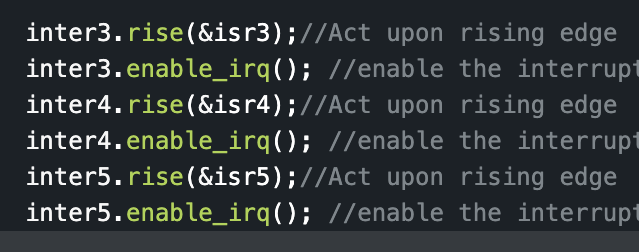 inter3.rise(&isr3);//Act upon rising edge
inter3.enable_irq(); //enable the interrupt
inter4.rise(&isr4);//Act upon rising edge
inter4.enable_irq(); //enable the interrupt
inter5.rise(&isr5);//Act upon rising edge
inter5.enable_irq(); //enable the interrupt